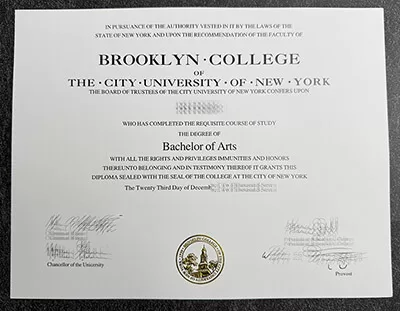 IN PURSUANCE OF THE AUTHORITY VESTED IN IT BY THE LAWS OF THE
STATE OF NEW YORK AND UPON THE RECOMMENDATION OF THE FACULTY OF
BROOKLYN·COLLEGE
OF
THE·CITY·UNIVERSITY·OF·NEW·YORK
THE BOARD OF TRUSTEES OF THE CITY UNIVERSITY OF NEW YORK CONFERS UPON
WHO HAS COMPLETED THE REQUISITE COURSE OF STUDY
THE DEGREE OF
Bachelor of Arts
WITH ALL THE RIGHTS AND PRIVILEGES IMMUNITIES AND HONORS
THEREUNTO BELONGING AND IN TESTIMONY THEREOF IT GRANTS THIS
DIPLOMA SEALED WITH THE SEAL OF THE COLLEGE AT THE CITY OF NEW YORK
The Twenty Third Day of
Chancellor of the University
Provost